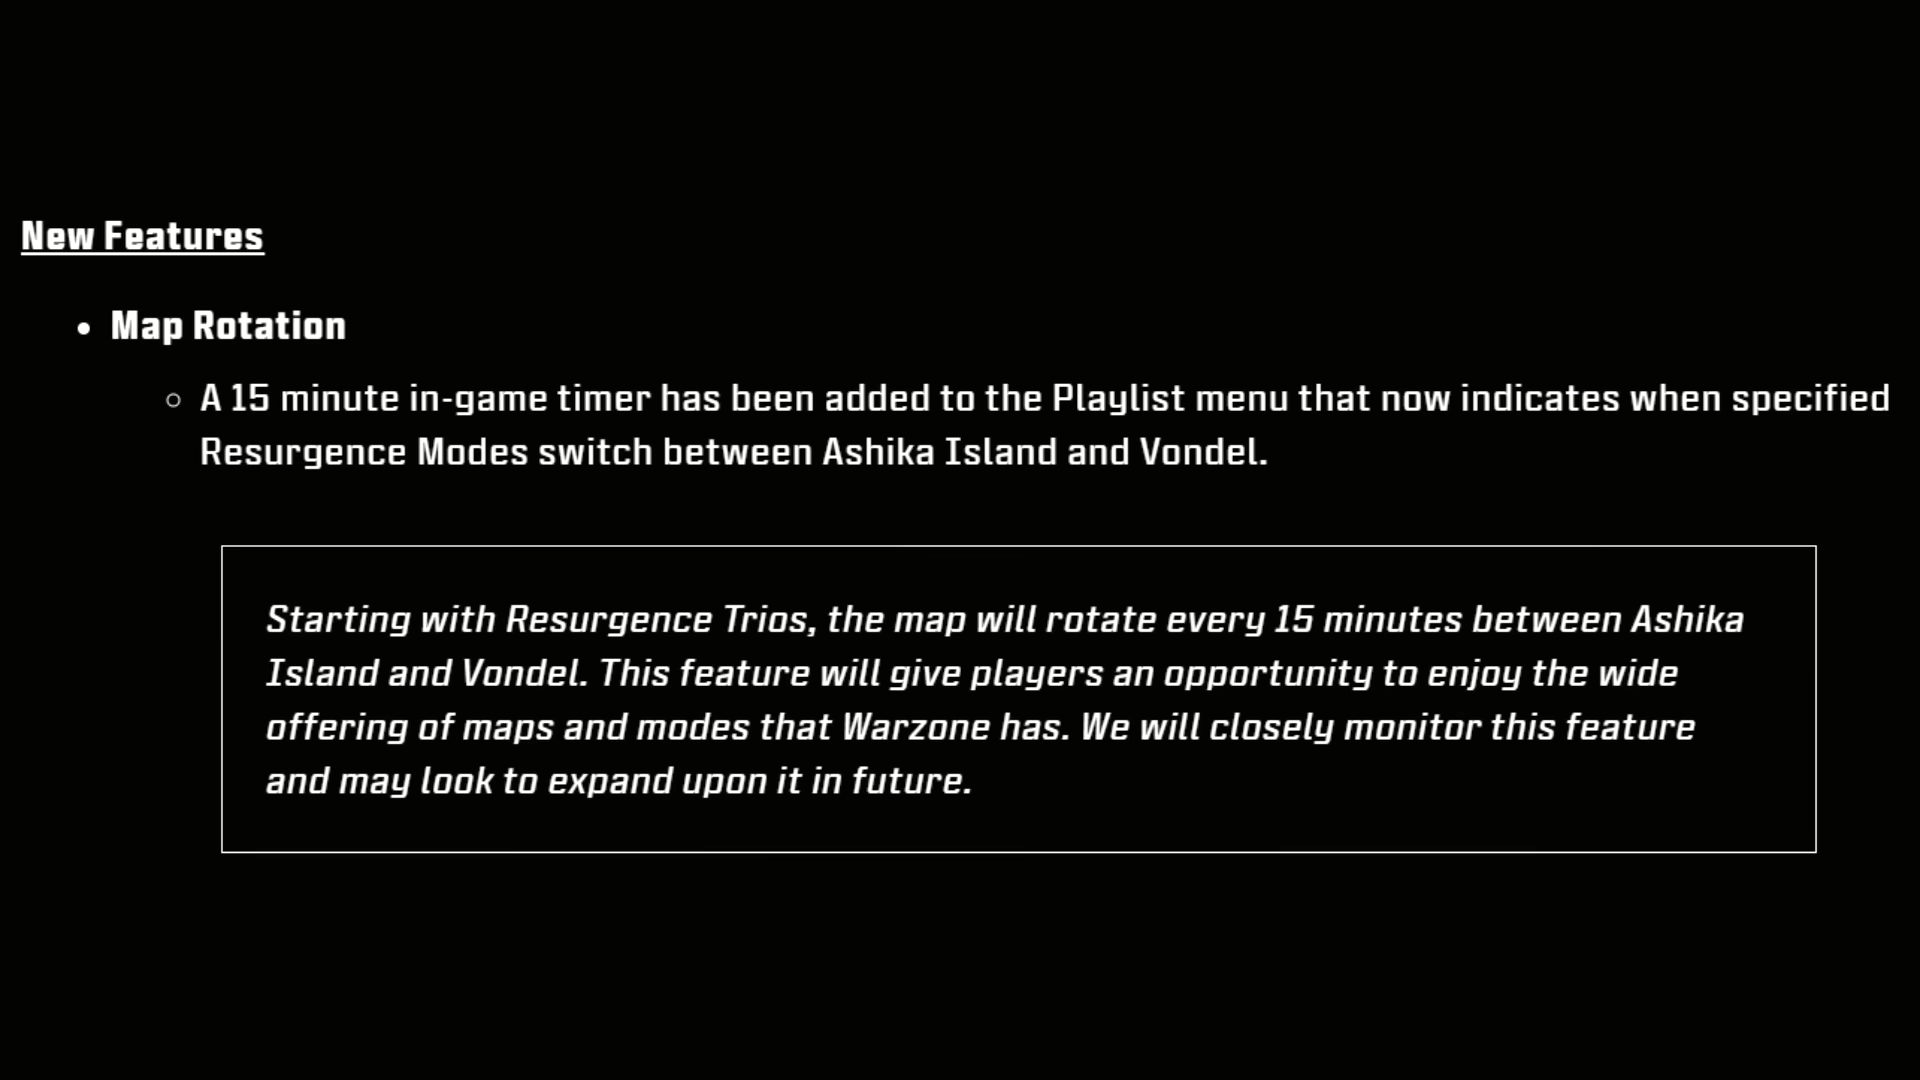 New Features
Map Rotation
A 15 minute in-game timer has been added to the Playlist menu that now indicates when specified
Resurgence Modes switch between Ashika Island and Vondel.
Starting with Resurgence Trios, the map will rotate every 15 minutes between Ashika
Island and Vondel. This feature will give players an opportunity to enjoy the wide
offering of maps and modes that Warzone has. We will closely monitor this feature
and may look to expand upon it in future.